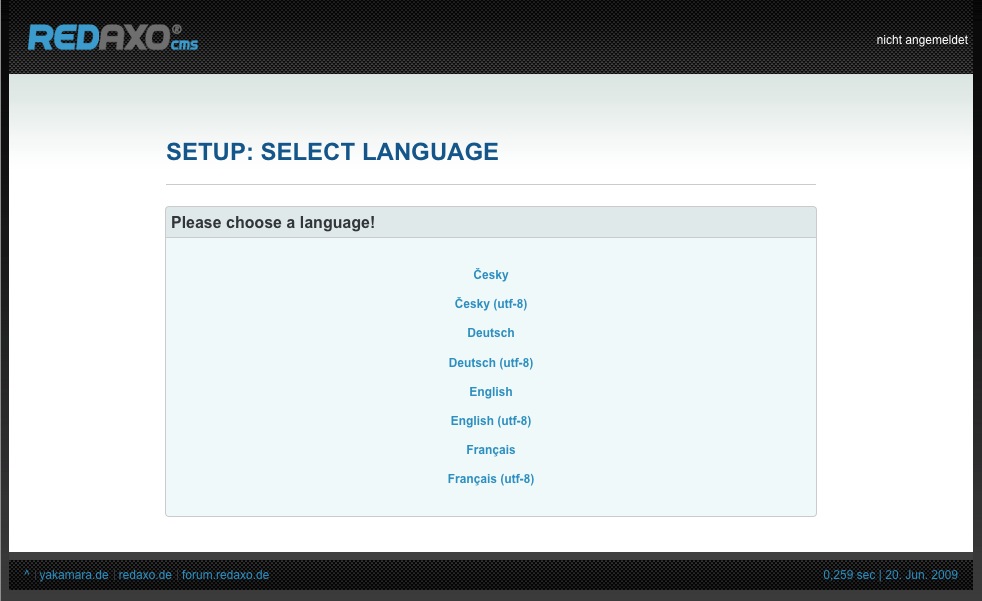 REDAXO® cms
nicht angemeldet
SETUP: SELECT LANGUAGE
Please choose a language!
Česky
Česky (utf-8)
Deutsch
Deutsch (utf-8)
English
English (utf-8)
Français
Français (utf-8)
^ | yakamara.de | redaxo.de | forum.redaxo.de
0,259 sec | 20. Jun. 2009